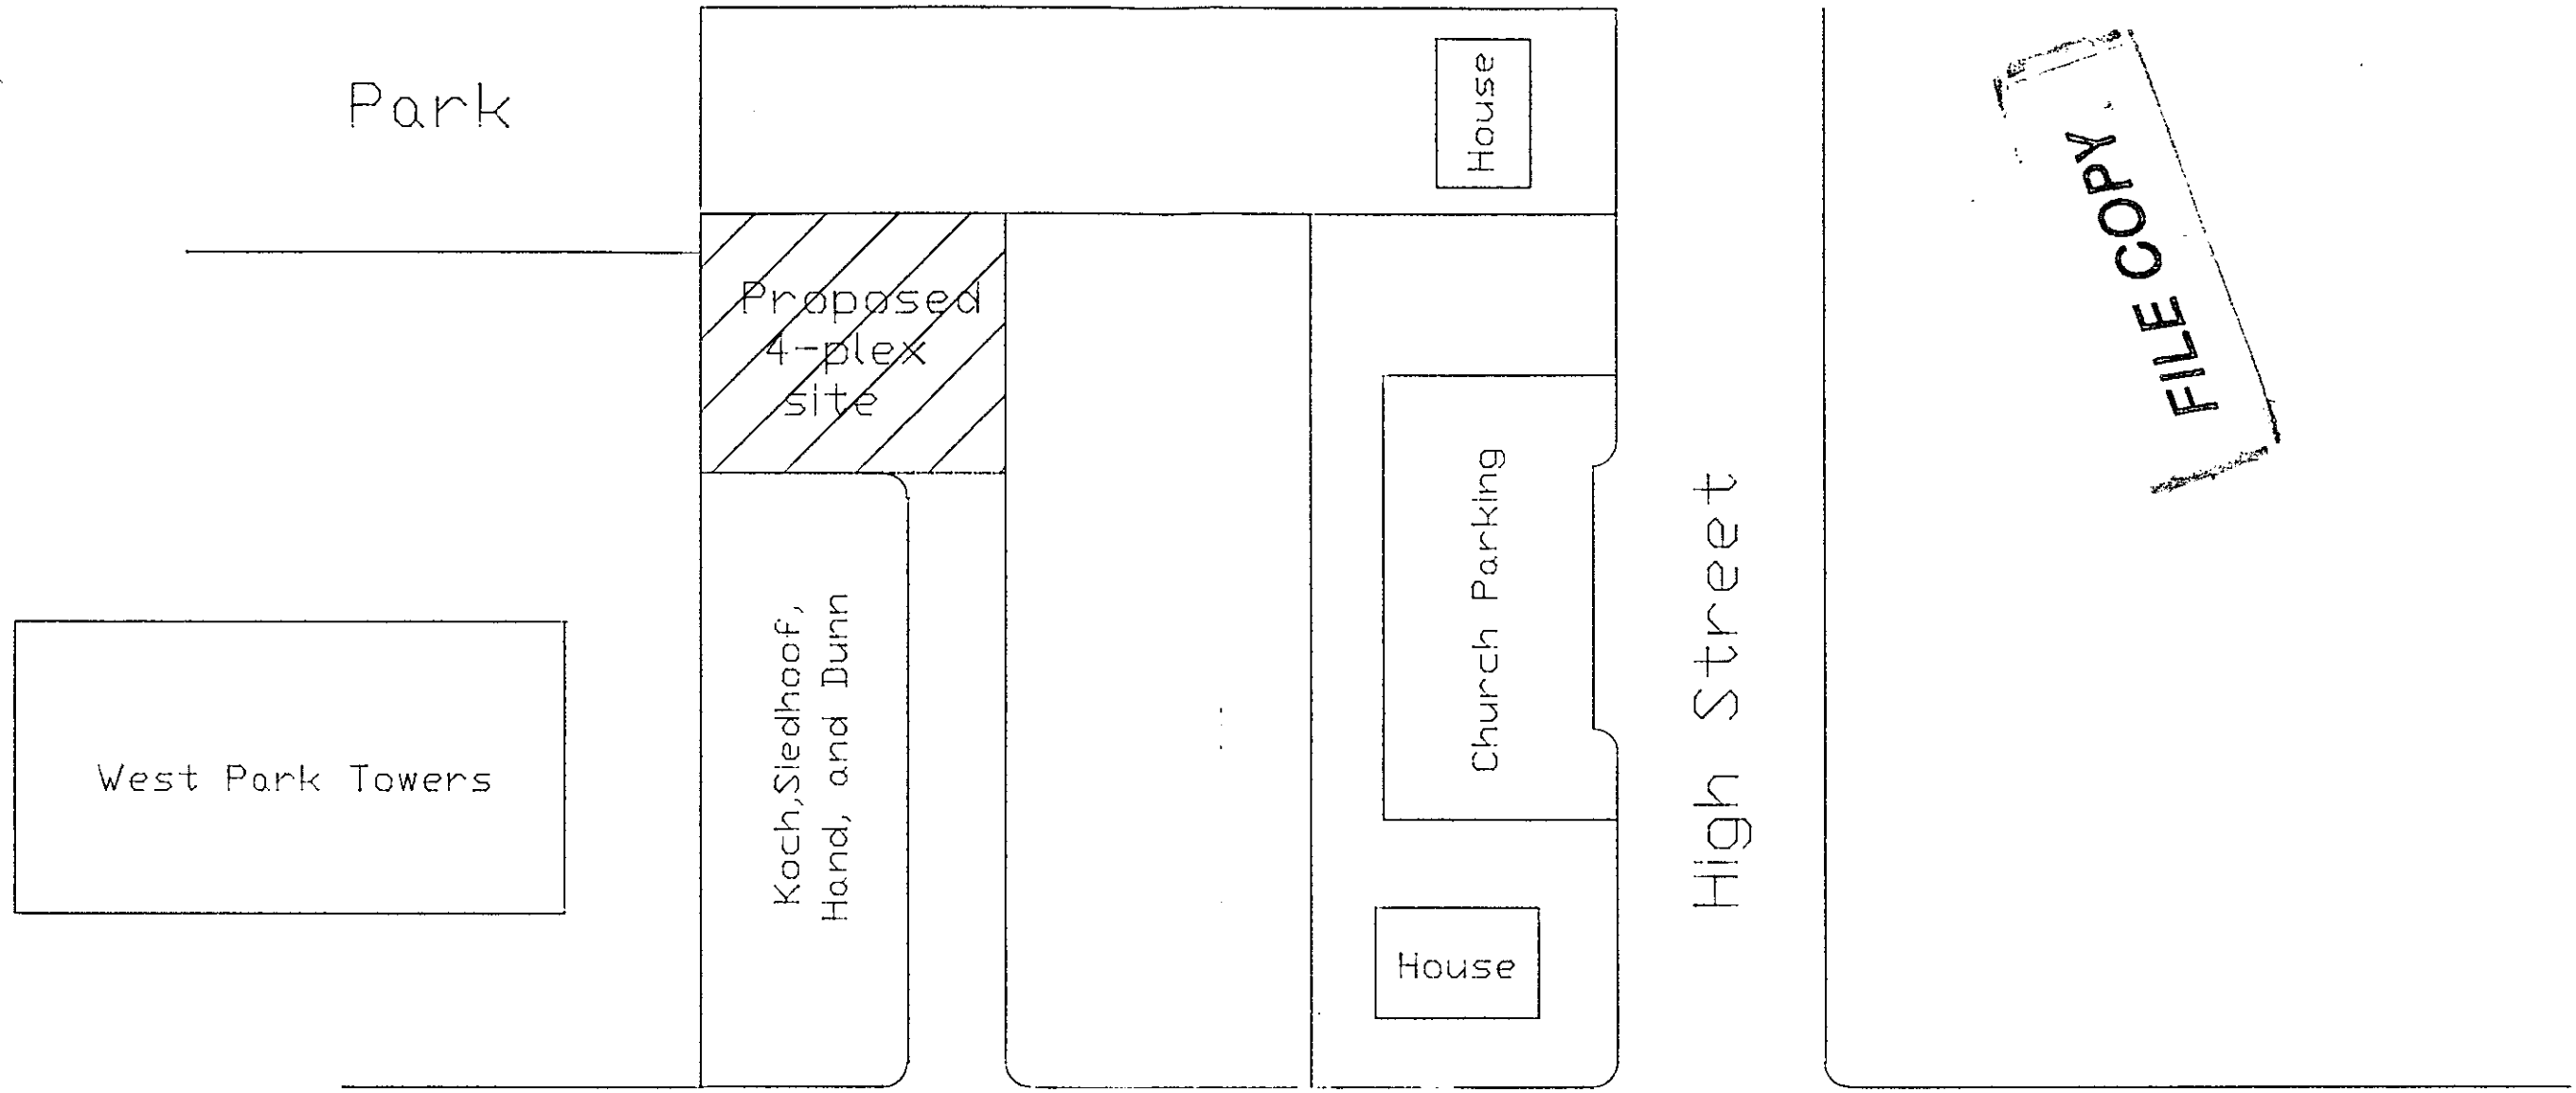 Park
House
FILE COPY
Proposed
4-plex
site
Koch,Siedhoof,
Hand, and Dunn
Church Parking
High Street
West Park Towers
House